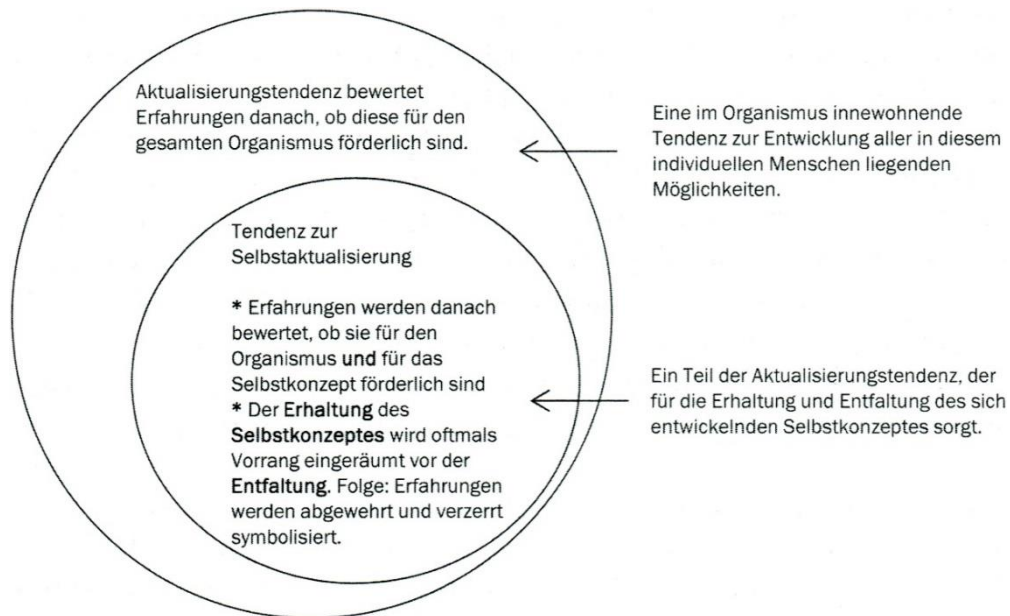 Aktualisierungstendenz bewertet
Erfahrungen danach, ob diese für den
gesamten Organismus förderlich sind.
Eine im Organismus innewohnende
Tendenz zur Entwicklung aller in diesem
individuellen Menschen liegenden
Möglichkeiten.
Tendenz zur
Selbstaktualisierung
* Erfahrungen werden danach
bewertet, ob sie für den
Organismus und für das
Selbstkonzept förderlich sind
* Der Erhaltung des
Selbstkonzeptes wird oftmals
Vorrang eingeräumt vor der
Entfaltung. Folge: Erfahrungen
werden abgewehrt und verzerrt
symbolisiert.
Ein Teil der Aktualisierungstendenz, der
für die Erhaltung und Entfaltung des sich
entwickelnden Selbstkonzeptes sorgt.